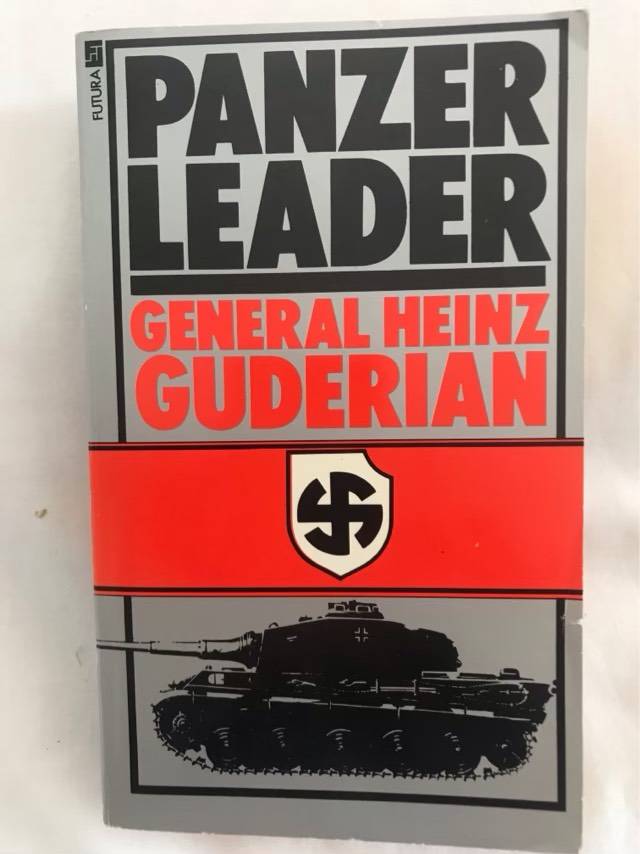 FUTURA
PANZER
LEADER
GENERAL HEINZ
GUDERIAN